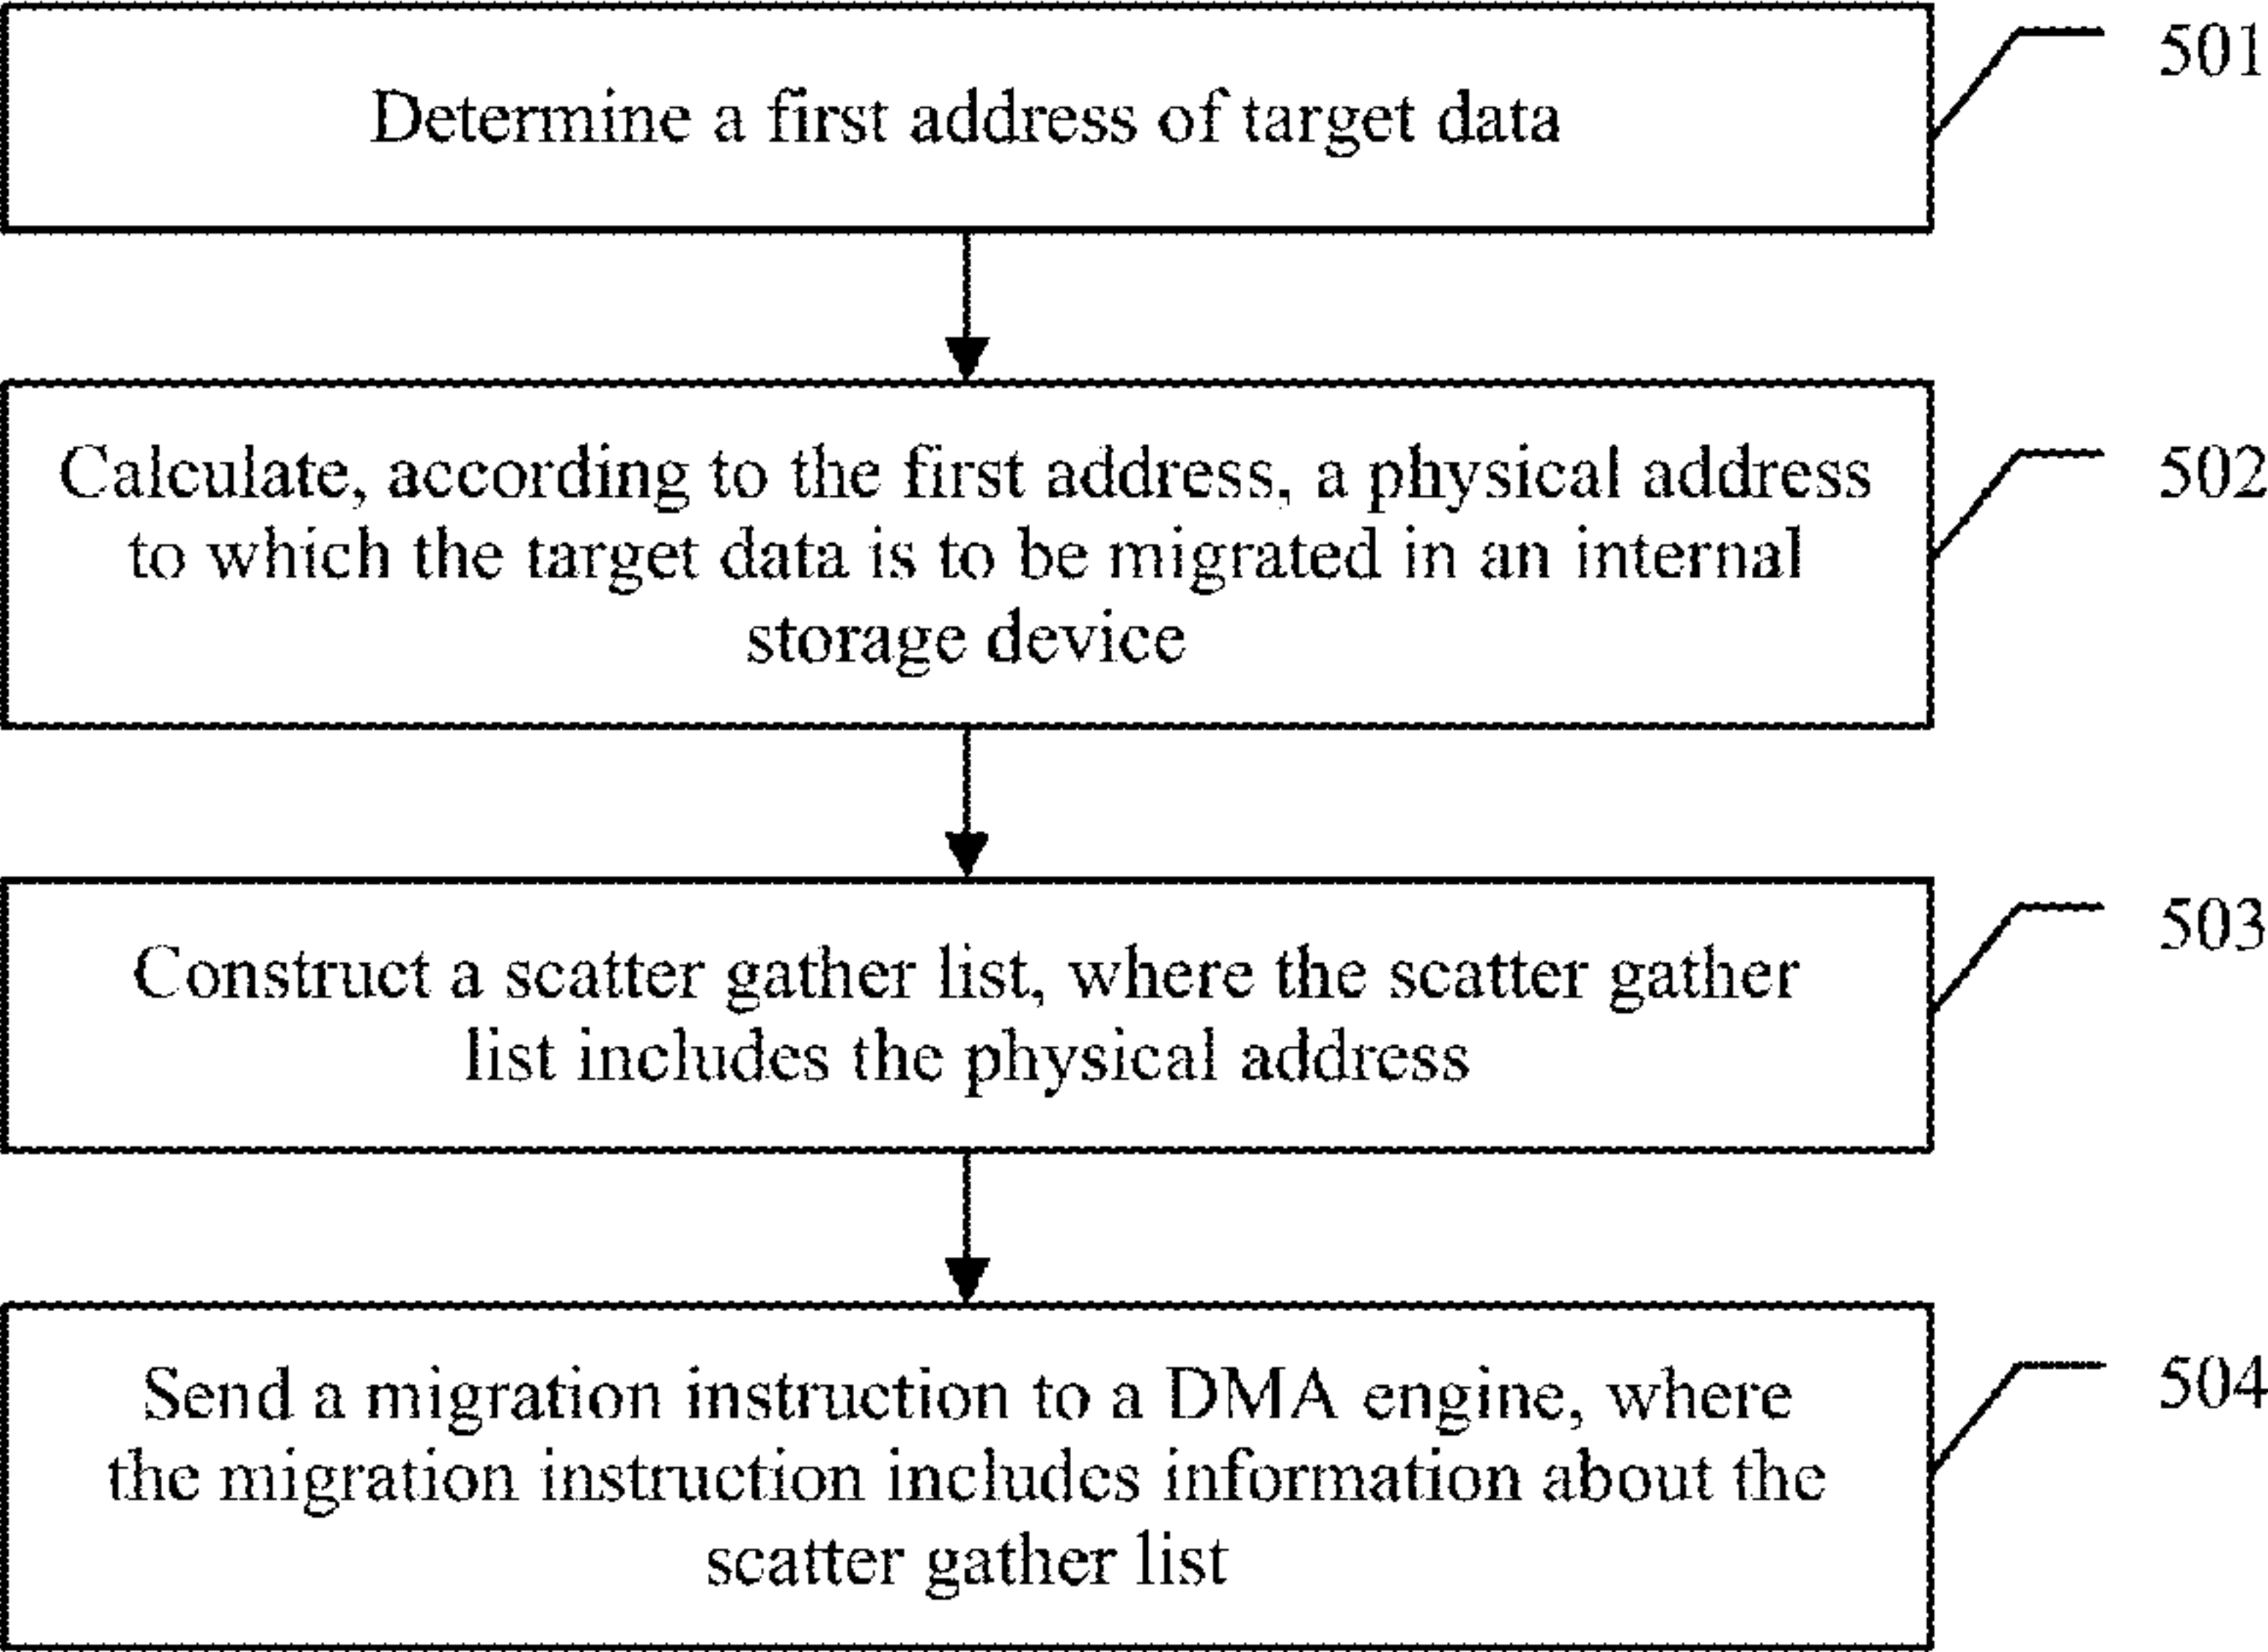 Determine a first address of target data
501
Calculate, according to the first address, a physical address
to which the target data is to be migrated in an internal
storage device
502
Construct a scatter gather list, where the scatter gather
list includes the physical address
503
Send a migration instruction to a DMA engine, where
the migration instruction includes information about the
scatter gather list
504